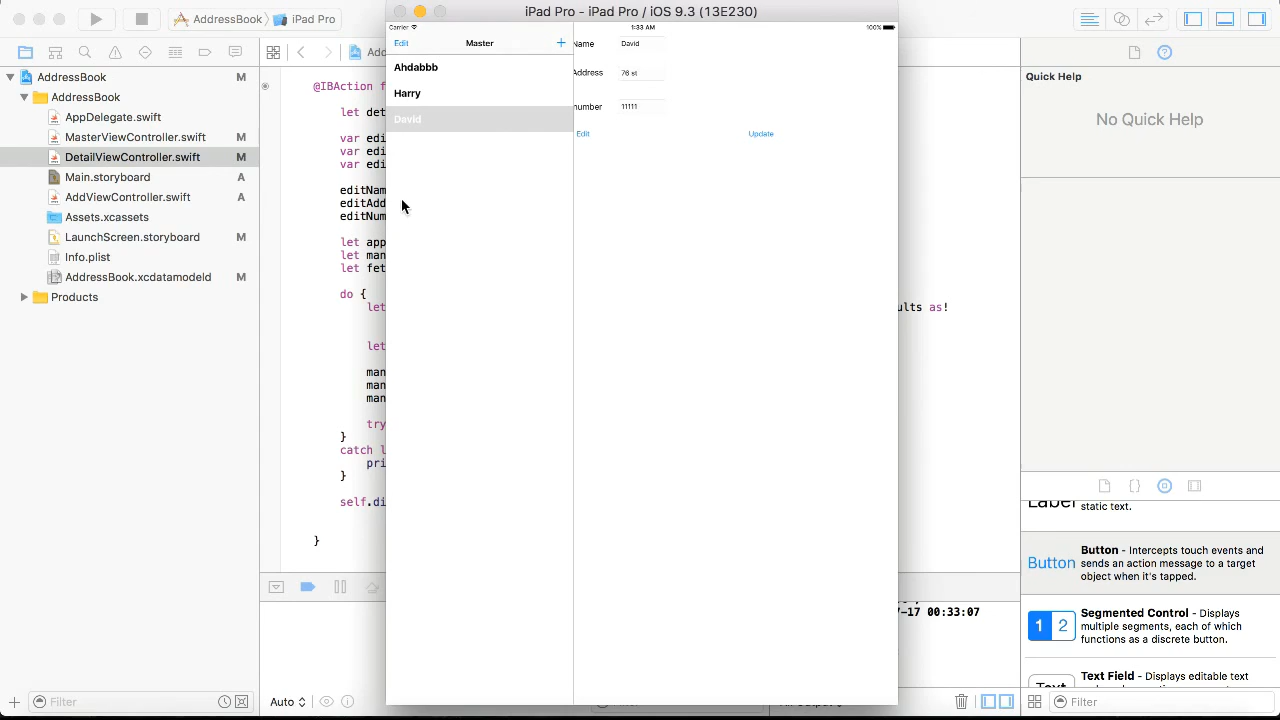 AddressBook
iPad Pro
iPad Pro - iPad Pro / iOS 9.3 (13E230)
Carrier
1:33 AM
100%
Edit
Master
+
Name
David
Address
76 st
number
11111
Edit
Update
Ahdabbb
Harry
David
AddressBook
M
AddressBook
AppDelegate.swift
MasterViewController.swift
M
DetailViewController.swift
M
Main.storyboard
A
AddViewController.swift
A
Assets.xcassets
LaunchScreen.storyboard
M
Info.plist
AddressBook.xcdatamodeld
M
Products
Filter
Add
@IBAction f
let det
var edi
var edi
var edi
editNam
editAdd
editNum
let app
let man
let fet
do {
let
ults as!
let
man
man
man
try
}
catch l
pri
}
self.di
}
Auto
7-17 00:33:07
Quick Help
No Quick Help
Label
static text.
Button
Button - Intercepts touch events and
sends an action message to a target
object when it's tapped.
1 2
Segmented Control - Displays
multiple segments, each of which
functions as a discrete button.
Text
Text Field - Displays editable text
Filter